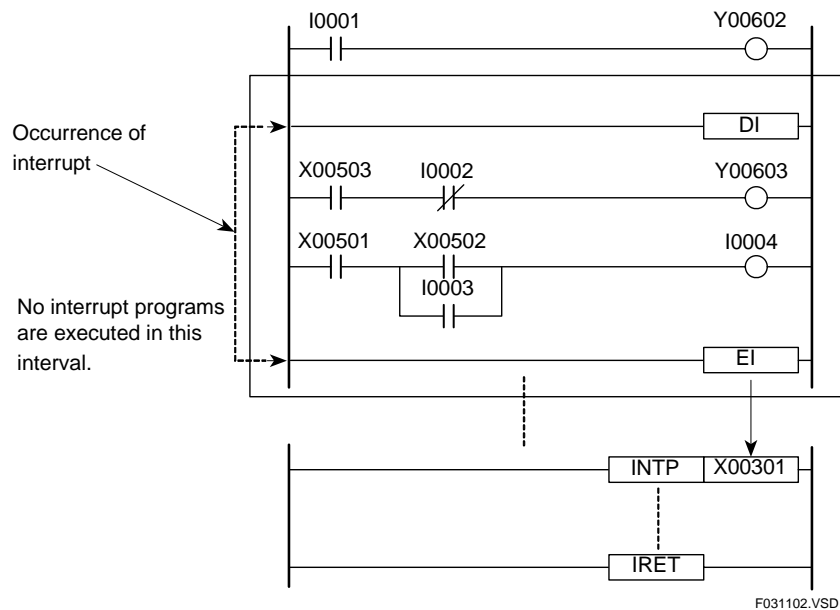 I0001 Y00602
DI
Occurrence of
interrupt
X00503 I0002 Y00603
X00501 X00502 I0004
I0003
No interrupt programs
are executed in this
interval.
EI
INTP X00301
IRET
F031102.VSD